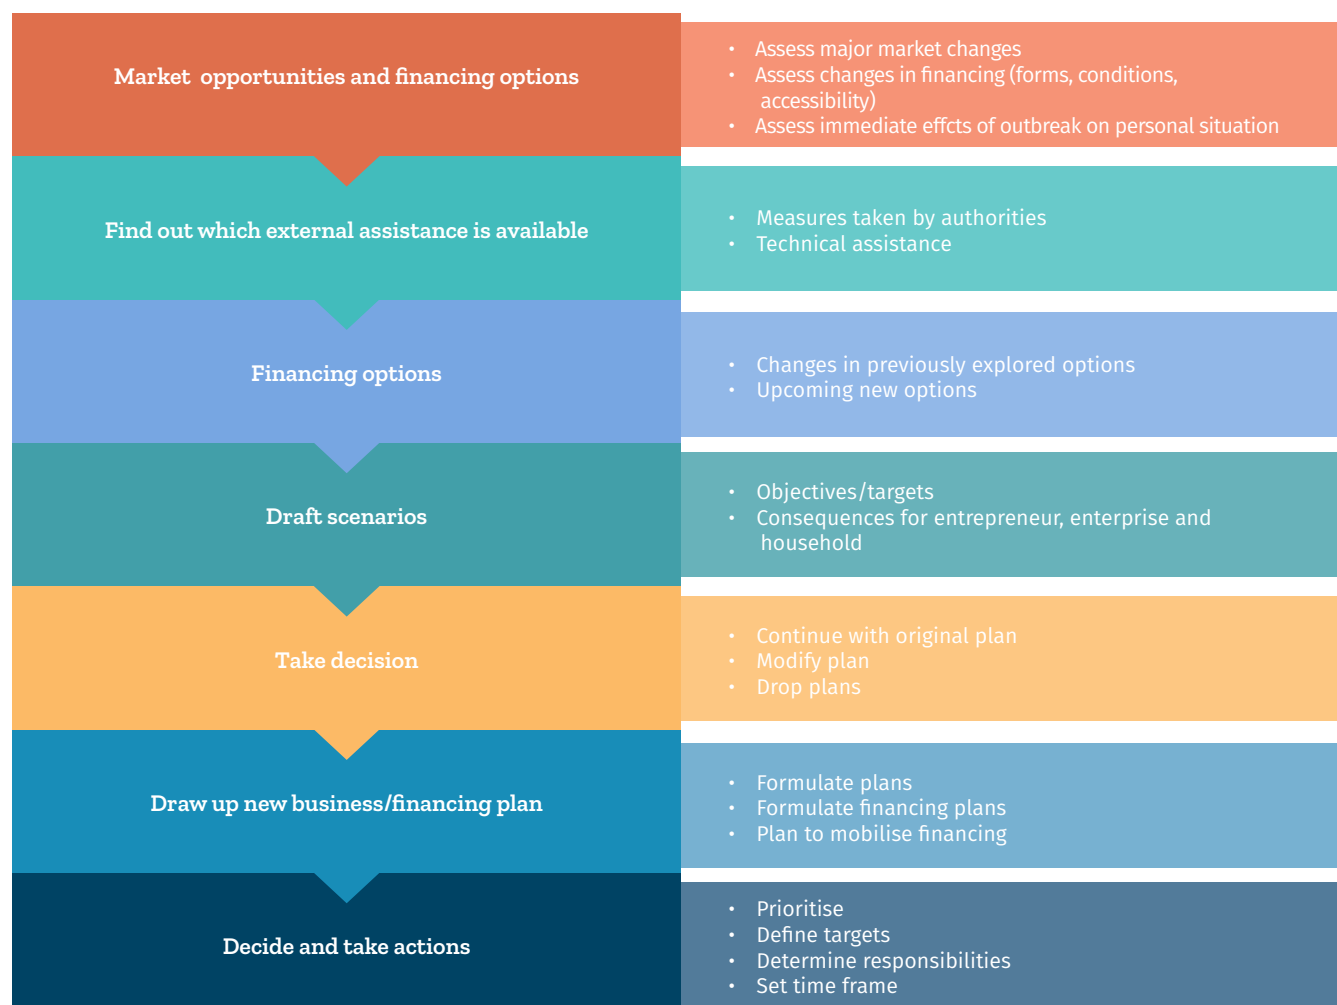 Market  opportunities and financing options
• Assess major market changes
• Assess changes in financing (forms, conditions,
accessibility)
• Assess immediate effcts of outbreak on personal situation
Find out which external assistance is available
• Measures taken by authorities
• Technical assistance
Financing options
• Changes in previously explored options
• Upcoming new options
Draft scenarios
• Objectives/targets
• Consequences for entrepreneur, enterprise and
household
Take decision
• Continue with original plan
• Modify plan
• Drop plans
Draw up new business/financing plan
• Formulate plans
• Formulate financing plans
• Plan to mobilise financing
Decide and take actions
• Prioritise
• Define targets
• Determine responsibilities
• Set time frame